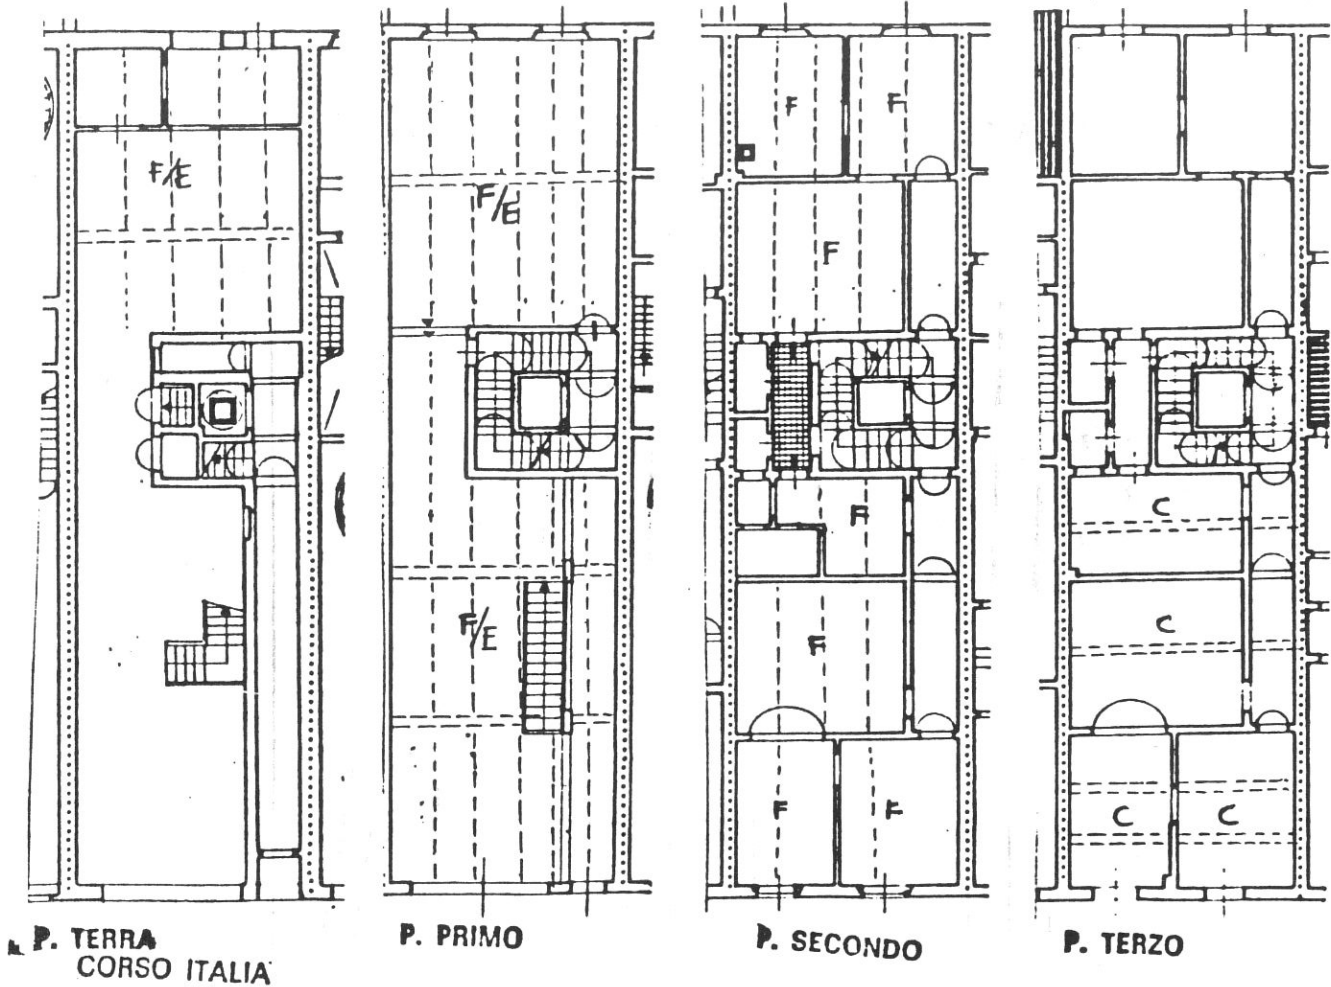 F/E
F/E
F/E
F
F
F
F
F
F
F
C
C
C
C
P. TERRA
CORSO ITALIA
P. PRIMO
P. SECONDO
P. TERZO